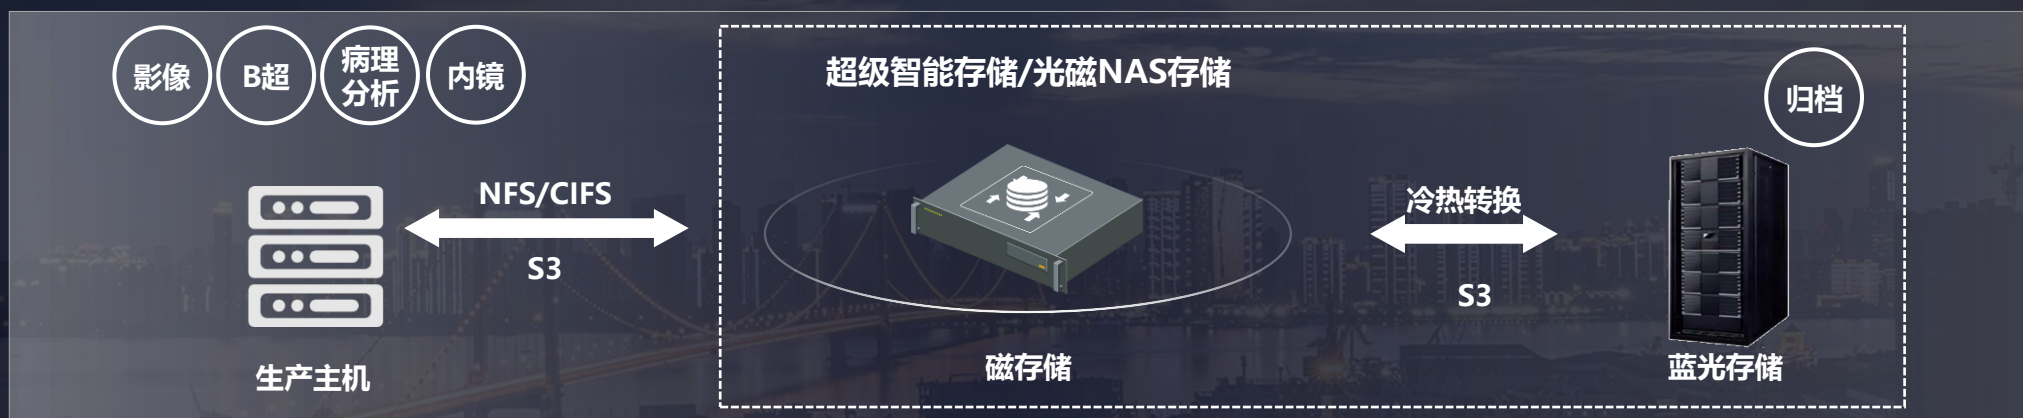 影像
B超
病理
分析
内镜
超级智能存储/光磁NAS存储
归档
NFS/CIFS
S3
冷热转换
S3
生产主机
磁存储
蓝光存储